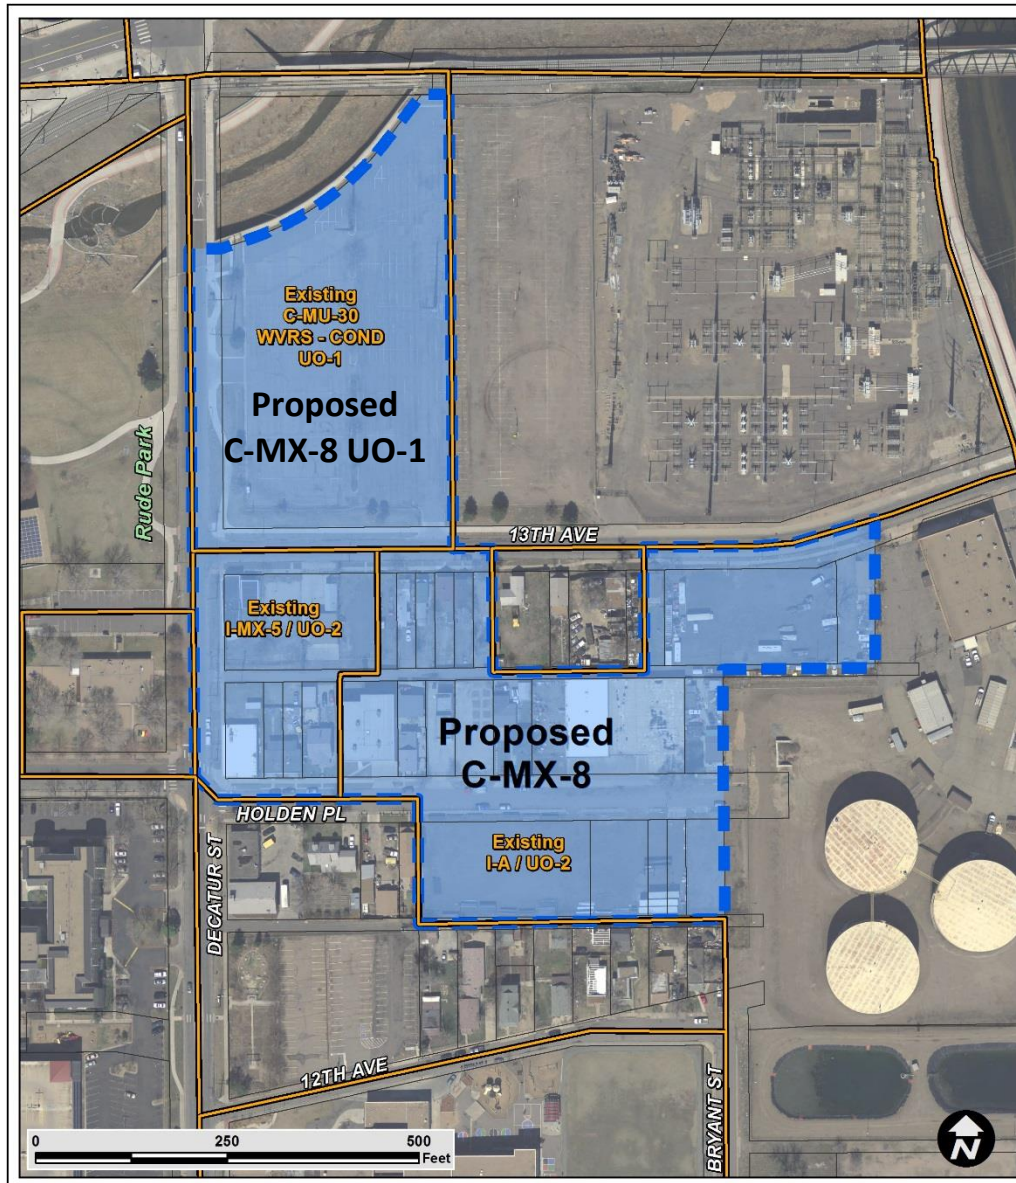 Existing
C-MU-30
WVRS - COND
UO-1
Proposed
C-MX-8 UO-1
Rude Park
13TH AVE
Existing
I-MX-5 / UO-2
Proposed
C-MX-8
HOLDEN PL
Existing
I-A / UO-2
DECATUR ST
12TH AVE
BRYANT ST
0 250 500
Feet
N